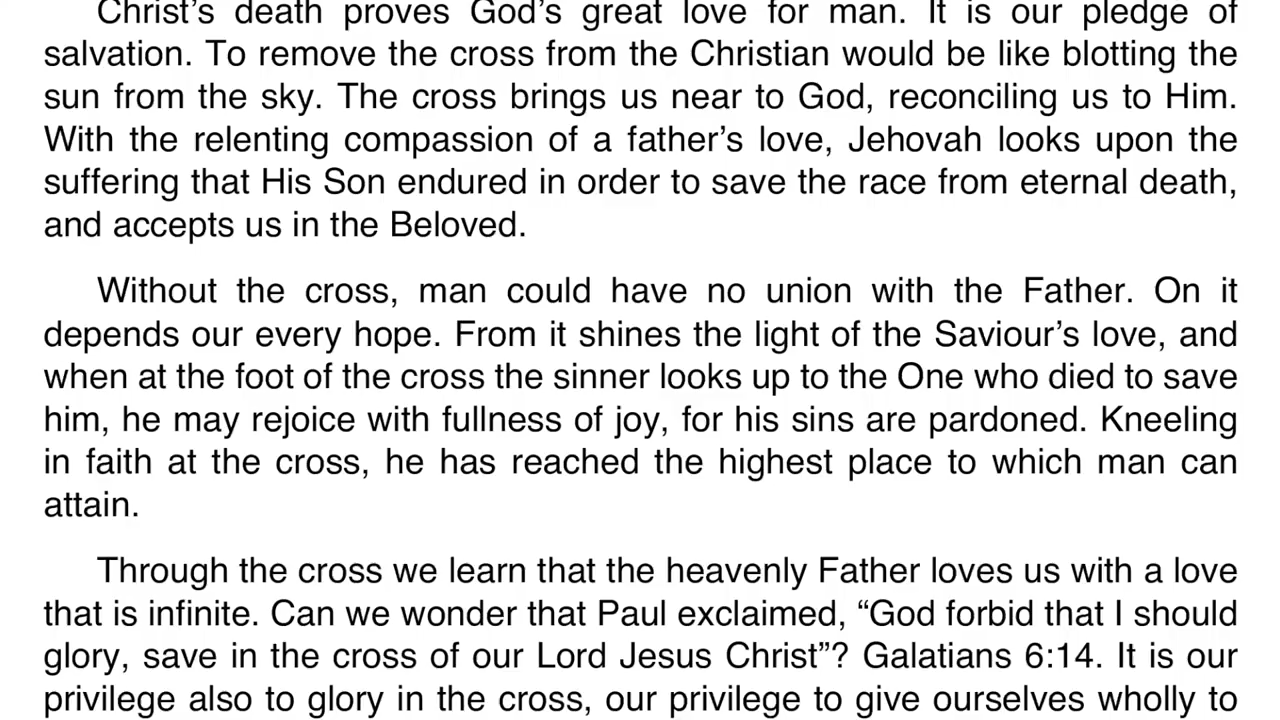 Christ’s death proves God’s great love for man. It is our pledge of
salvation. To remove the cross from the Christian would be like blotting the
sun from the sky. The cross brings us near to God, reconciling us to Him.
With the relenting compassion of a father’s love, Jehovah looks upon the
suffering that His Son endured in order to save the race from eternal death,
and accepts us in the Beloved.
Without the cross, man could have no union with the Father. On it
depends our every hope. From it shines the light of the Saviour’s love, and
when at the foot of the cross the sinner looks up to the One who died to save
him, he may rejoice with fullness of joy, for his sins are pardoned. Kneeling
in faith at the cross, he has reached the highest place to which man can
attain.
Through the cross we learn that the heavenly Father loves us with a love
that is infinite. Can we wonder that Paul exclaimed, “God forbid that I should
glory, save in the cross of our Lord Jesus Christ”? Galatians 6:14. It is our
privilege also to glory in the cross, our privilege to give ourselves wholly to